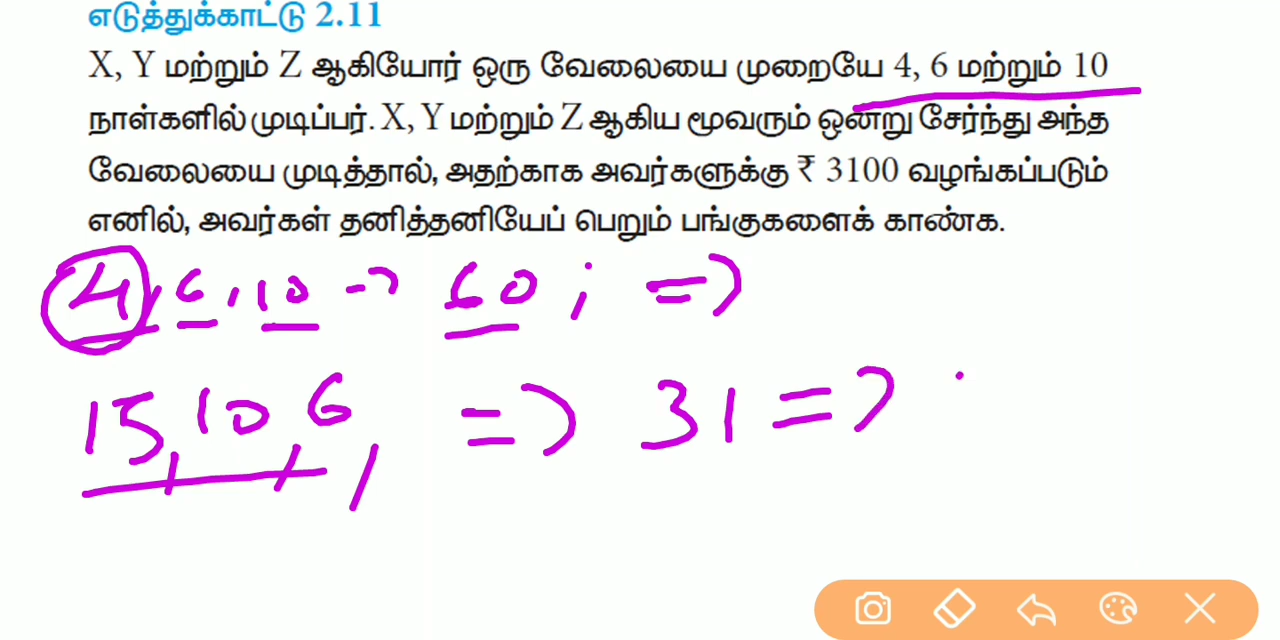 எடுத்துக்காட்டு 2.11
X, Y மற்றும் Z ஆகியோர் ஒரு வேலையை முறையே 4, 6 மற்றும் 10
நாள்களில் முடிப்பர். X, Y மற்றும் Z ஆகிய மூவரும் ஒன்று சேர்ந்து அந்த
வேலையை முடித்தால், அதற்காக அவர்களுக்கு ₹ 3100 வழங்கப்படும்
எனில், அவர்கள் தனித்தனியேப் பெறும் பங்குகளைக் காண்க.
4, 6, 10 → 60 ; ⇒
15, 10, 6, ⇒ 31 ⇒